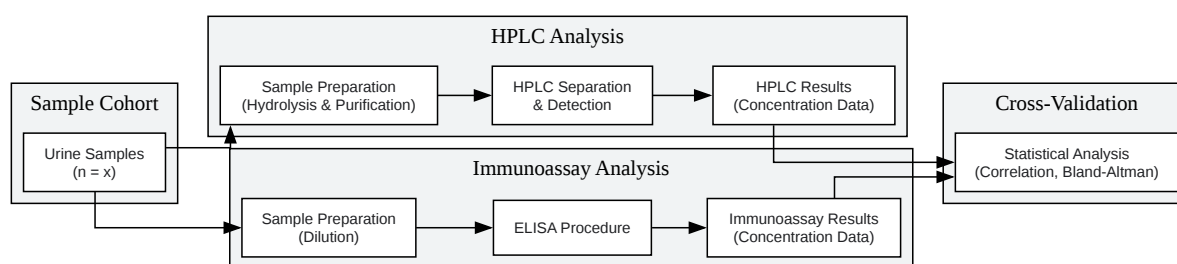 Sample Cohort
Urine Samples
(n = x)
HPLC Analysis
Sample Preparation
(Hydrolysis & Purification)
HPLC Separation
& Detection
HPLC Results
(Concentration Data)
Immunoassay Analysis
Sample Preparation
(Dilution)
ELISA Procedure
Immunoassay Results
(Concentration Data)
Cross-Validation
Statistical Analysis
(Correlation, Bland-Altman)